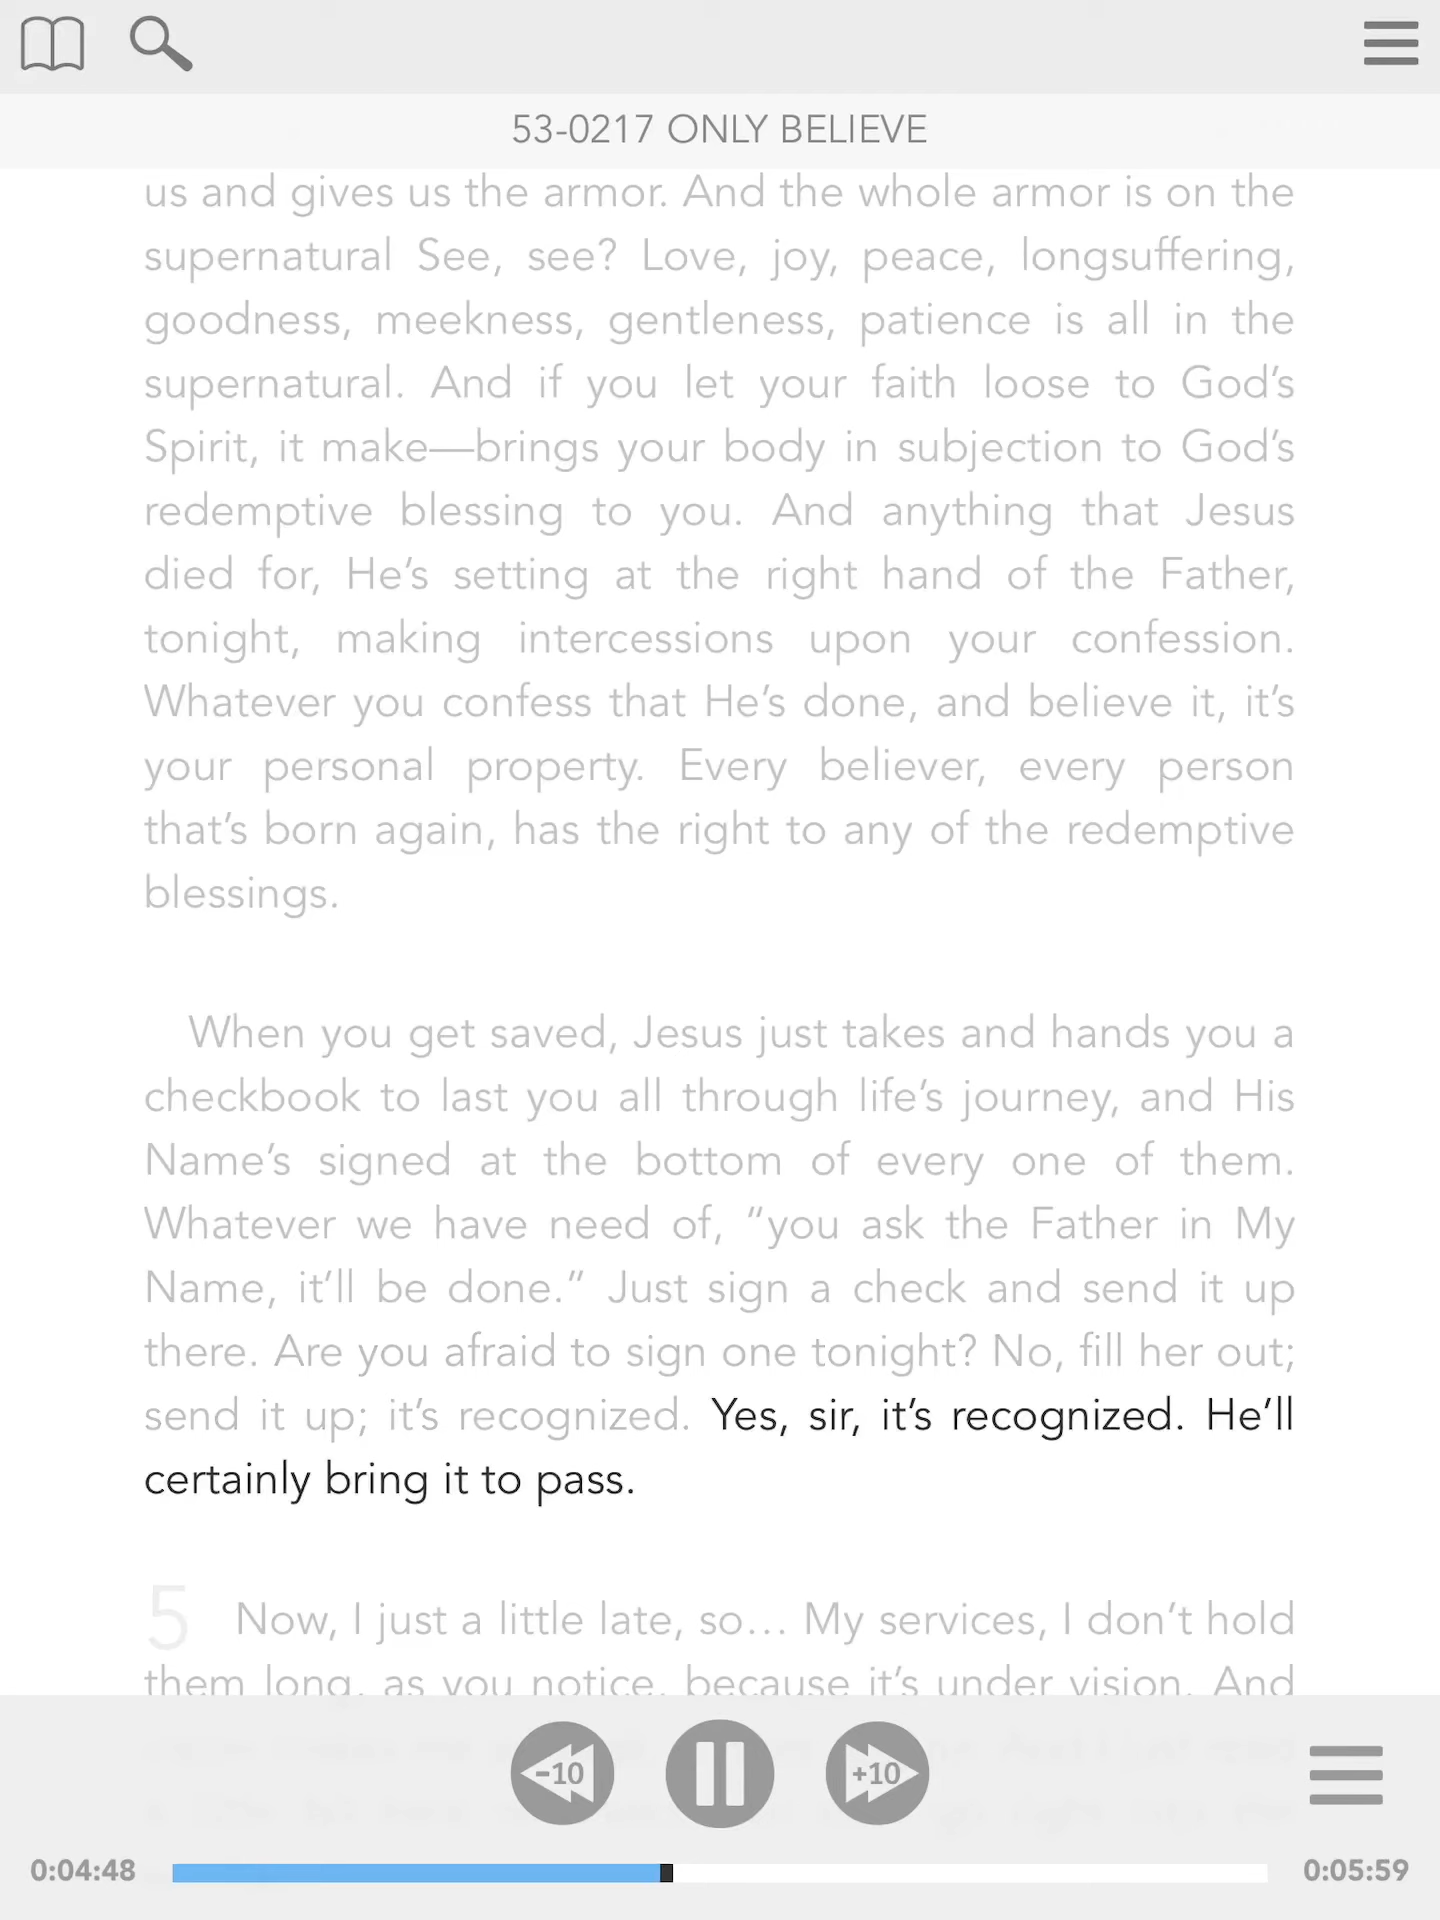 53-0217 ONLY BELIEVE
us and gives us the armor. And the whole armor is on the
supernatural See, see? Love, joy, peace, longsuffering,
goodness, meekness, gentleness, patience is all in the
supernatural. And if you let your faith loose to God’s
Spirit, it make—brings your body in subjection to God’s
redemptive blessing to you. And anything that Jesus
died for, He’s setting at the right hand of the Father,
tonight, making intercessions upon your confession.
Whatever you confess that He’s done, and believe it, it’s
your personal property. Every believer, every person
that’s born again, has the right to any of the redemptive
blessings.
When you get saved, Jesus just takes and hands you a
checkbook to last you all through life’s journey, and His
Name’s signed at the bottom of every one of them.
Whatever we have need of, “you ask the Father in My
Name, it’ll be done.” Just sign a check and send it up
there. Are you afraid to sign one tonight? No, fill her out;
send it up; it’s recognized. Yes, sir, it’s recognized. He’ll
certainly bring it to pass.
5 Now, I just a little late, so… My services, I don’t hold
them long, as you notice, because it’s under vision. And
-10 +10
0:04:48 0:05:59